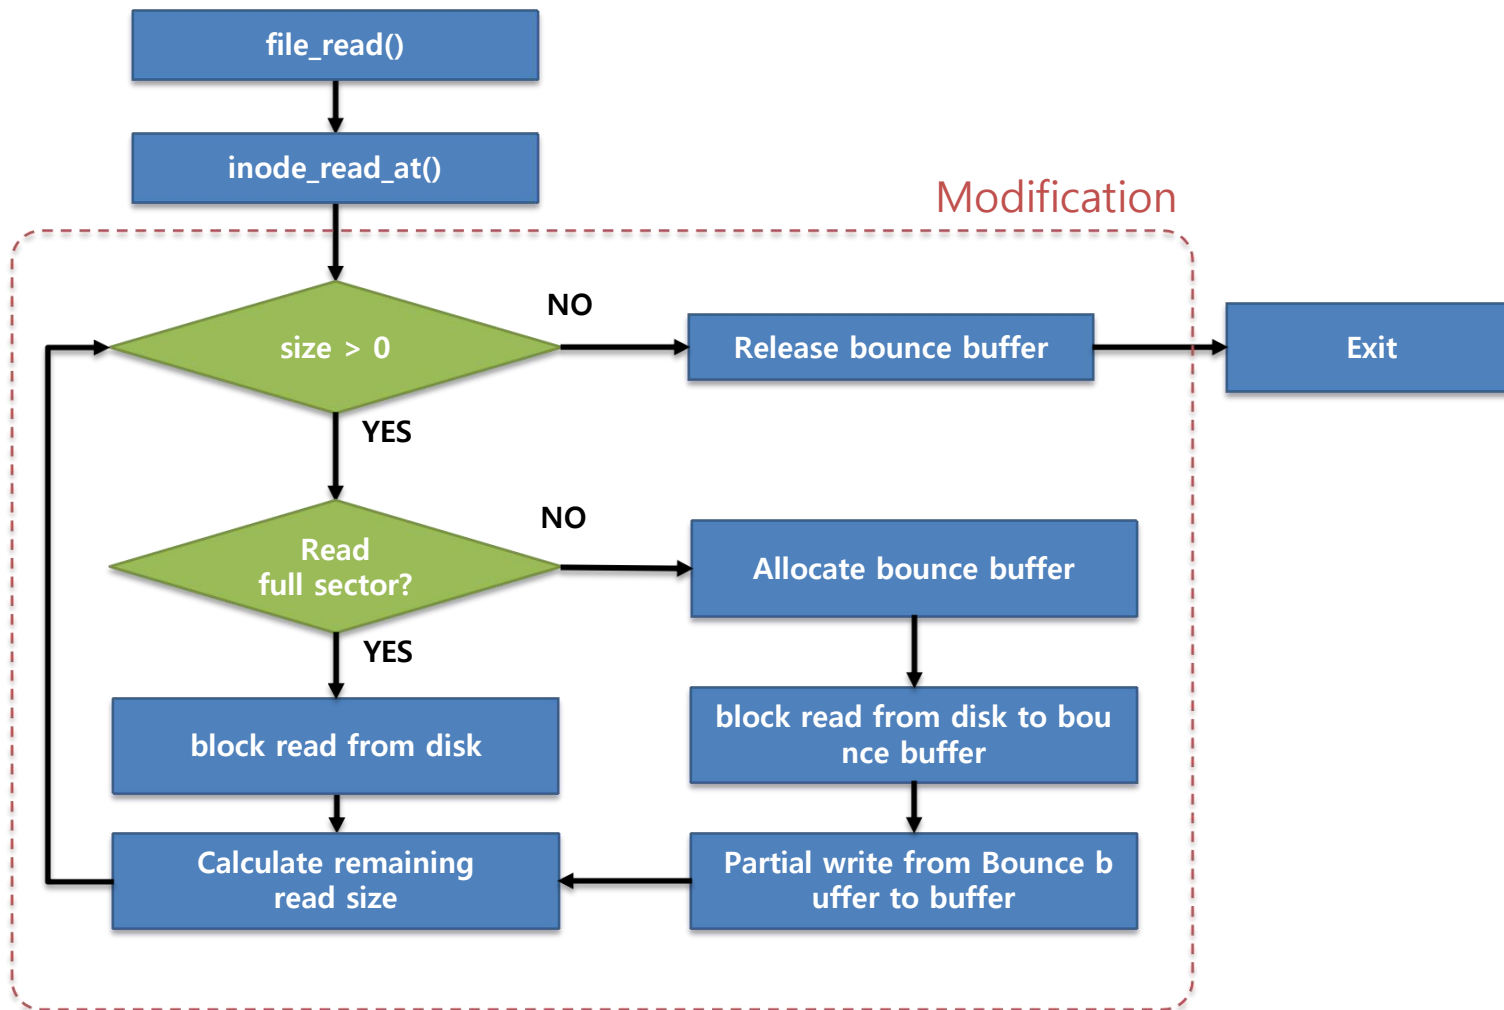 file_read()
inode_read_at()
Modification
size > 0
NO
Release bounce buffer
Exit
YES
Read
full sector?
NO
Allocate bounce buffer
YES
block read from disk
block read from disk to bou
nce buffer
Calculate remaining
read size
Partial write from Bounce b
uffer to buffer